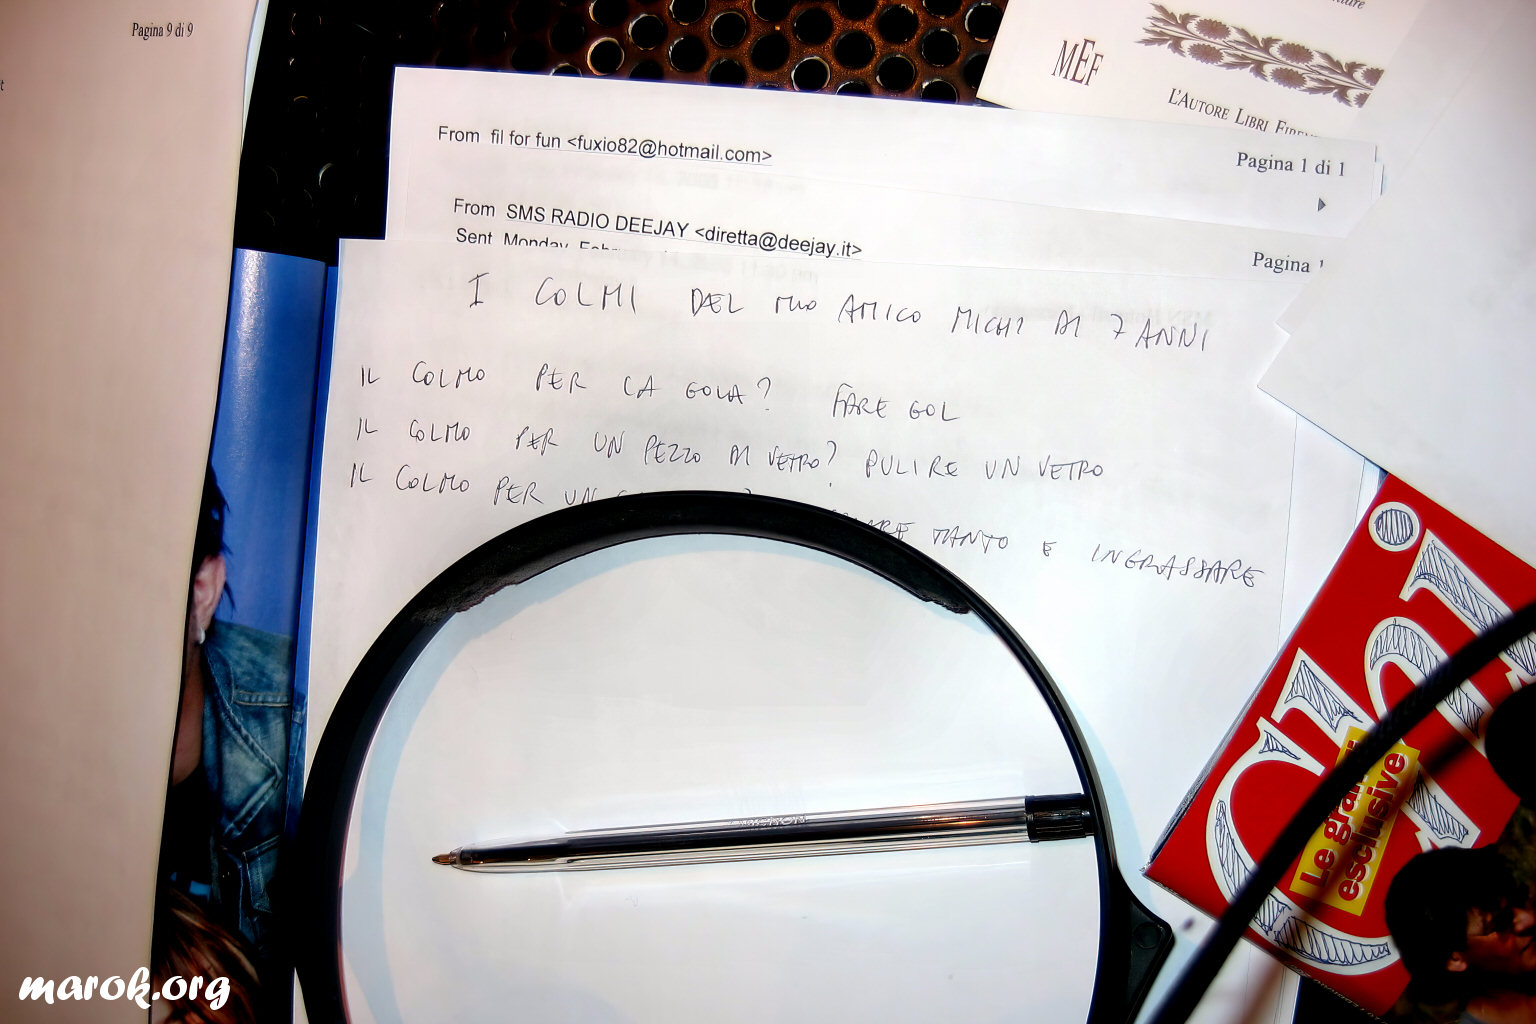 Pagina 9 di 9
MEF
L'AUTORE LIBRI
From fil for fun <fuxio82@hotmail.com>
Pagina 1 di 1
From SMS RADIO DEEJAY <diretta@deejay.it>
Sent Monday,
Pagina 1
I COLMI DEL MIO AMICO MICHI DI 7 ANNI
IL COLMO PER LA GOLA? FARE GOL
IL COLMO PER UN PEZZO DI VETRO? PULIRE UN VETRO
IL COLMO PER UN TANTO E INGRASSARE
Le grandi
esclusive
marok.org